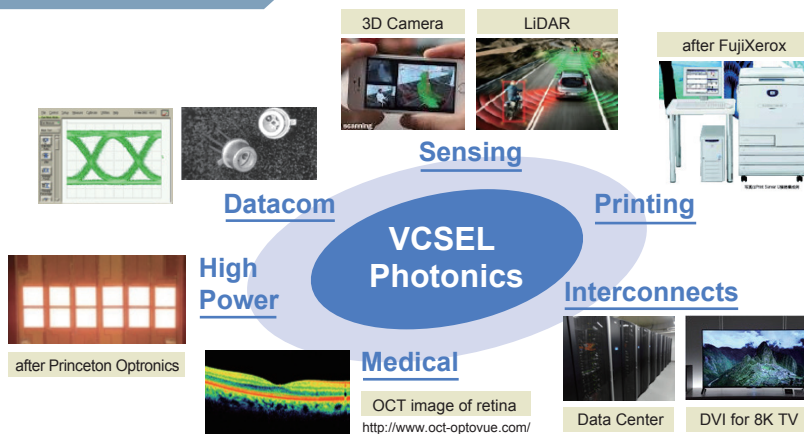 3D Camera
LiDAR
after FujiXerox
scanning
Sensing
Datacom
Printing
VCSEL
Photonics
High
Power
Interconnects
after Princeton Optronics
Medical
OCT image of retina
http://www.oct-optovue.com/
Data Center
DVI for 8K TV